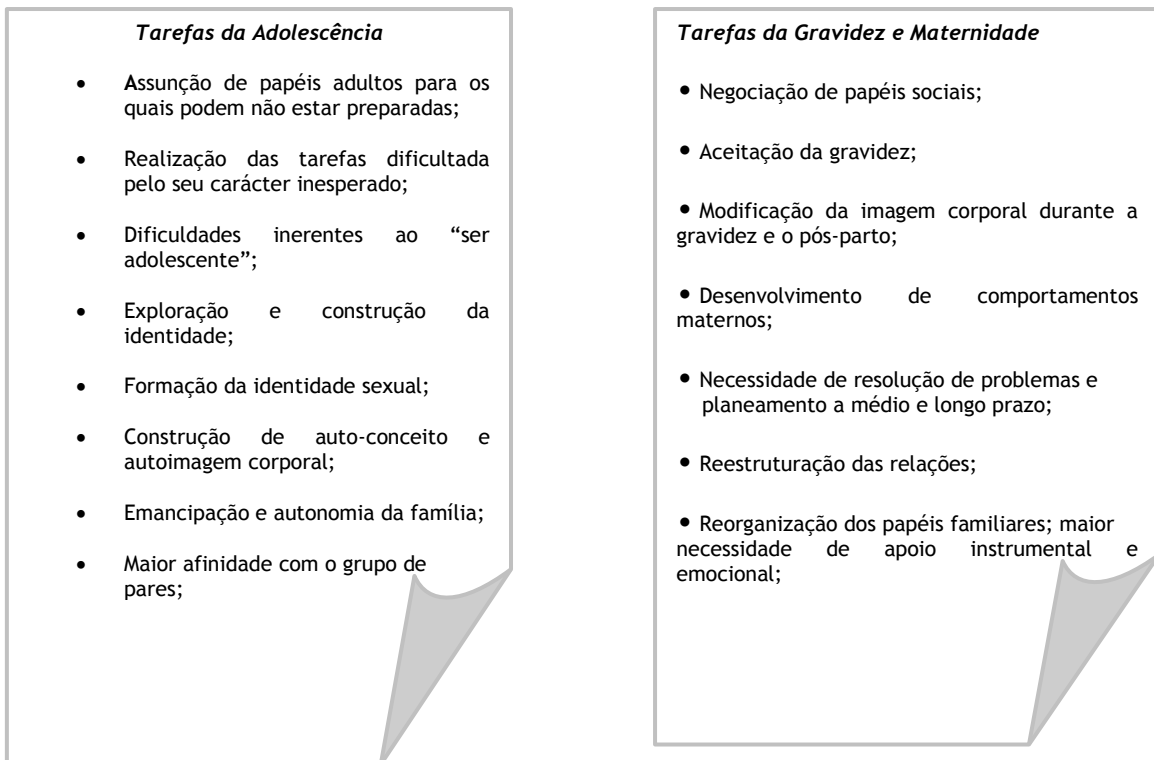 Tarefas da Adolescência
• Assunção de papéis adultos para os
quais podem não estar preparadas;
• Realização das tarefas dificultada
pelo seu carácter inesperado;
• Dificuldades inerentes ao “ser
adolescente”;
• Exploração e construção da
identidade;
• Formação da identidade sexual;
• Construção de auto-conceito e
autoimagem corporal;
• Emancipação e autonomia da família;
• Maior afinidade com o grupo de
pares;
Tarefas da Gravidez e Maternidade
• Negociação de papéis sociais;
• Aceitação da gravidez;
• Modificação da imagem corporal durante a
gravidez e o pós-parto;
• Desenvolvimento de comportamentos
maternos;
• Necessidade de resolução de problemas e
planeamento a médio e longo prazo;
• Reestruturação das relações;
• Reorganização dos papéis familiares; maior
necessidade de apoio instrumental e
emocional;